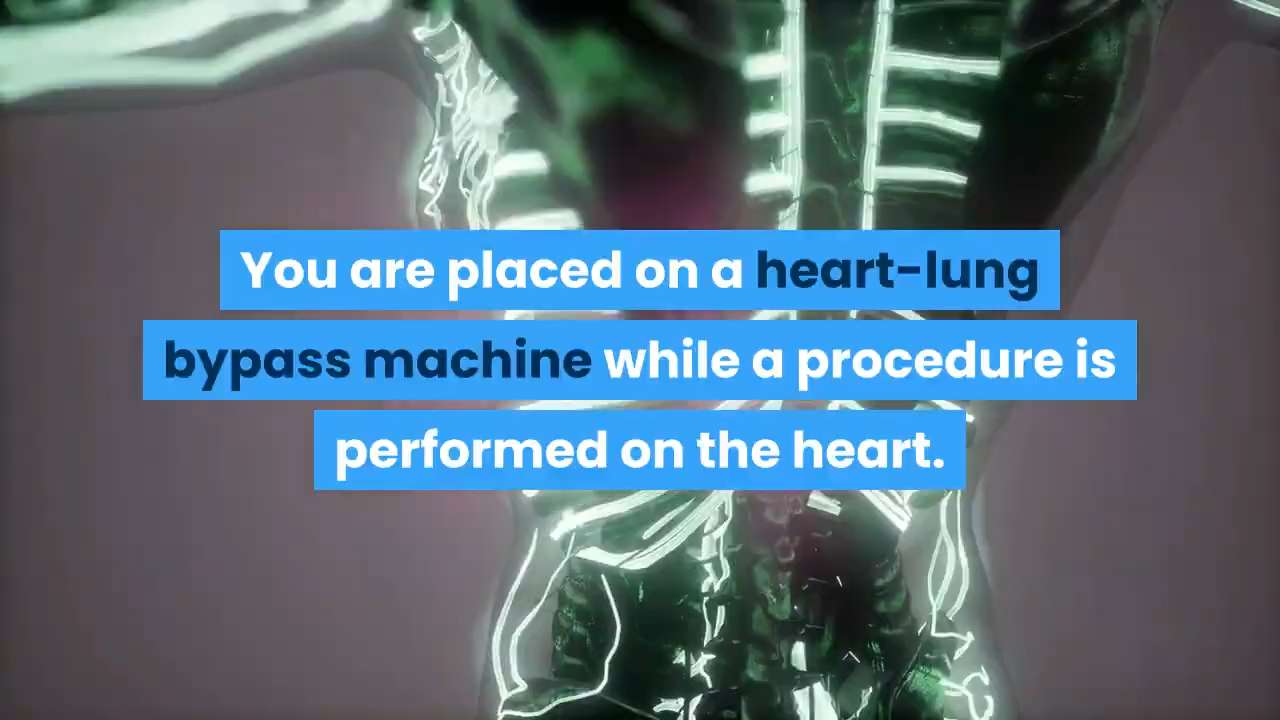 You are placed on a heart-lung
bypass machine while a procedure is
performed on the heart.